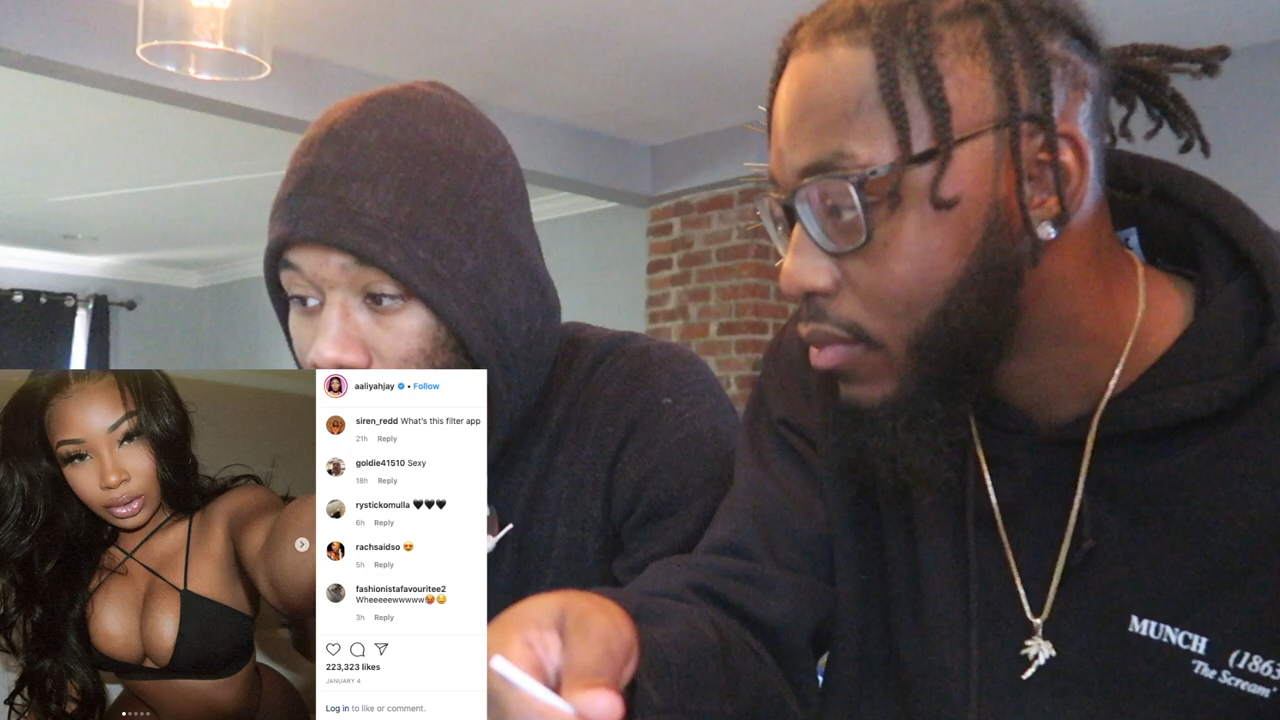 aaliyahjay • Follow
siren_redd What's this filter app
21h Reply
goldie41510 Sexy
18h Reply
rystickomulla 🖤🖤🖤
6h Reply
rachsaidso 😍
5h Reply
fashionistafavouritee2
Wheeeeewwwww🥵😳
3h Reply
223,323 likes
JANUARY 4
Log in to like or comment.
MUNCH (1863
The Scream"